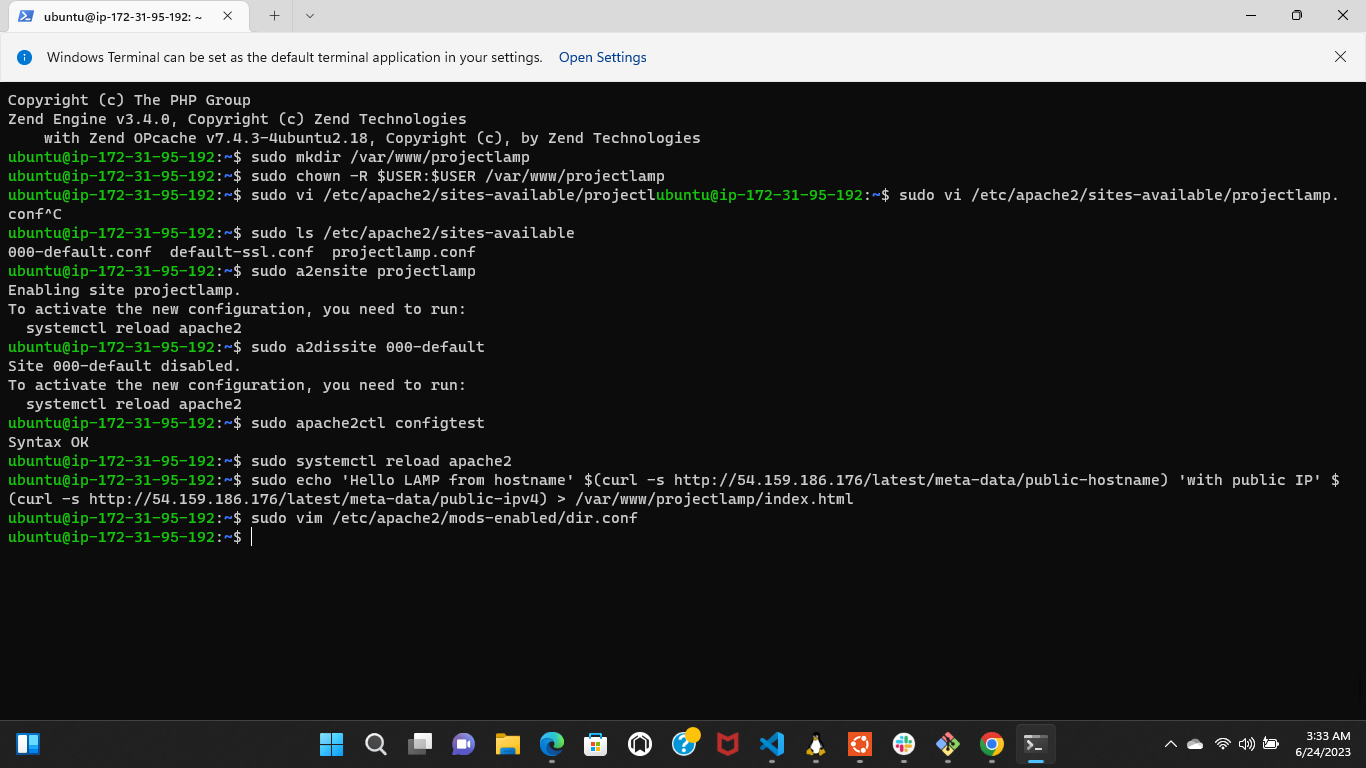 ubuntu@ip-172-31-95-192: ~
Windows Terminal can be set as the default terminal application in your settings. Open Settings
Copyright (c) The PHP Group
Zend Engine v3.4.0, Copyright (c) Zend Technologies
    with Zend OPcache v7.4.3-4ubuntu2.18, Copyright (c), by Zend Technologies
ubuntu@ip-172-31-95-192:~$ sudo mkdir /var/www/projectlamp
ubuntu@ip-172-31-95-192:~$ sudo chown -R $USER:$USER /var/www/projectlamp
ubuntu@ip-172-31-95-192:~$ sudo vi /etc/apache2/sites-available/projectlubuntu@ip-172-31-95-192:~$ sudo vi /etc/apache2/sites-available/projectlamp.
conf^C
ubuntu@ip-172-31-95-192:~$ sudo ls /etc/apache2/sites-available
000-default.conf  default-ssl.conf  projectlamp.conf
ubuntu@ip-172-31-95-192:~$ sudo a2ensite projectlamp
Enabling site projectlamp.
To activate the new configuration, you need to run:
  systemctl reload apache2
ubuntu@ip-172-31-95-192:~$ sudo a2dissite 000-default
Site 000-default disabled.
To activate the new configuration, you need to run:
  systemctl reload apache2
ubuntu@ip-172-31-95-192:~$ sudo apache2ctl configtest
Syntax OK
ubuntu@ip-172-31-95-192:~$ sudo systemctl reload apache2
ubuntu@ip-172-31-95-192:~$ sudo echo 'Hello LAMP from hostname' $(curl -s http://54.159.186.176/latest/meta-data/public-hostname) 'with public IP' $
(curl -s http://54.159.186.176/latest/meta-data/public-ipv4) > /var/www/projectlamp/index.html
ubuntu@ip-172-31-95-192:~$ sudo vim /etc/apache2/mods-enabled/dir.conf
ubuntu@ip-172-31-95-192:~$
3:33 AM
6/24/2023